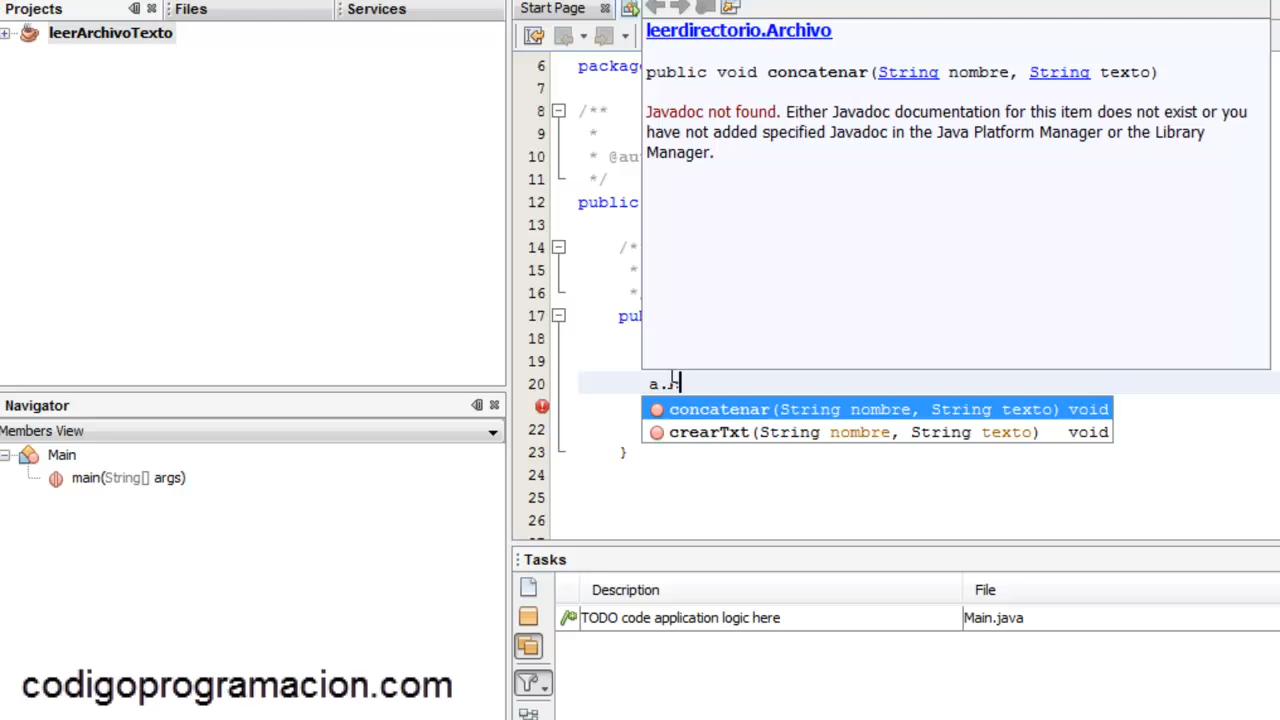 Projects
Files
Services
leerArchivoTexto
Navigator
Members View
Main
main(String[] args)
codigoprogramacion.com
Start Page
6 package
7
8 /**
9 *
10 * @aut
11 */
12 public
13
14 /*
15 *
16 *
17 pub
18
19
20 a.
22
23 }
24
25
26
leerdirectorio.Archivo
public void concatenar(String nombre, String texto)
Javadoc not found. Either Javadoc documentation for this item does not exist or you
have not added specified Javadoc in the Java Platform Manager or the Library
Manager.
concatenar(String nombre, String texto) void
crearTxt(String nombre, String texto) void
Tasks
Description File
TODO code application logic here Main.java